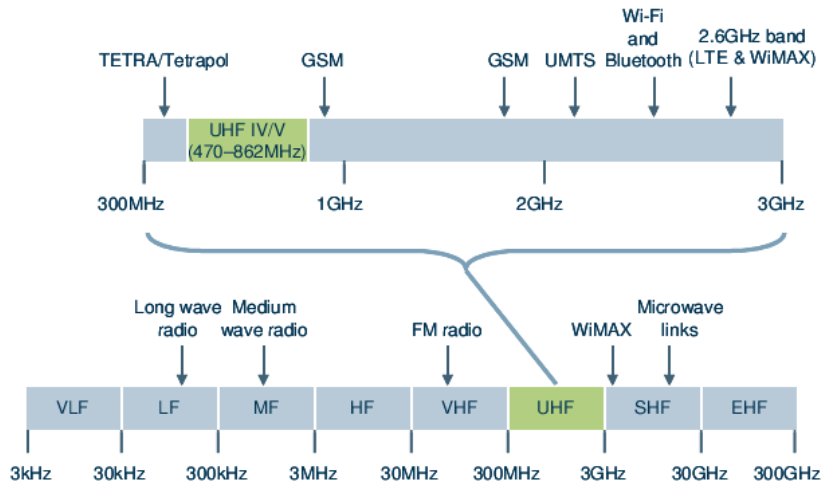 Wi-Fi
and
Bluetooth
2.6GHz band
(LTE & WiMAX)
TETRA/Tetrapol
GSM
GSM
UMTS
UHF IV/V
(470–862MHz)
300MHz
1GHz
2GHz
3GHz
Long wave
radio
Medium
wave radio
FM radio
WiMAX
Microwave
links
VLF
LF
MF
HF
VHF
UHF
SHF
EHF
3kHz
30kHz
300kHz
3MHz
30MHz
300MHz
3GHz
30GHz
300GHz